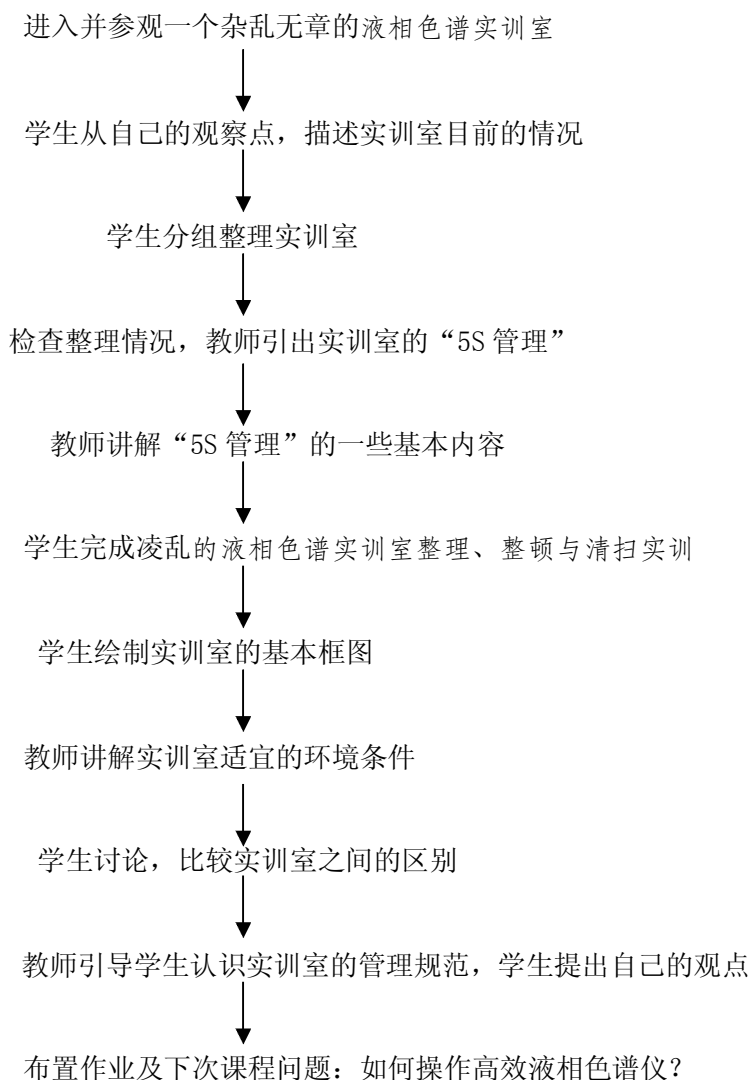 进入并参观一个杂乱无章的液相色谱实训室
学生从自己的观察点，描述实训室目前的情况
学生分组整理实训室
检查整理情况，教师引出实训室的“5S 管理”
教师讲解“5S 管理”的一些基本内容
学生完成凌乱的液相色谱实训室整理、整顿与清扫实训
学生绘制实训室的基本框图
教师讲解实训室适宜的环境条件
学生讨论，比较实训室之间的区别
教师引导学生认识实训室的管理规范，学生提出自己的观点
布置作业及下次课程问题：如何操作高效液相色谱仪？